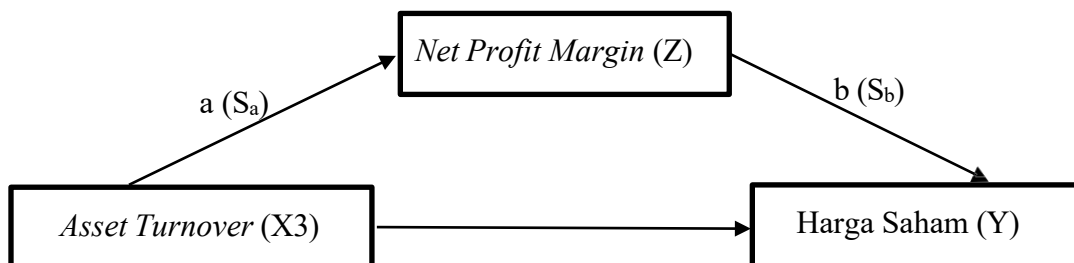 Net Profit Margin (Z)
a (Sa)
b (Sb)
Asset Turnover (X3)
Harga Saham (Y)